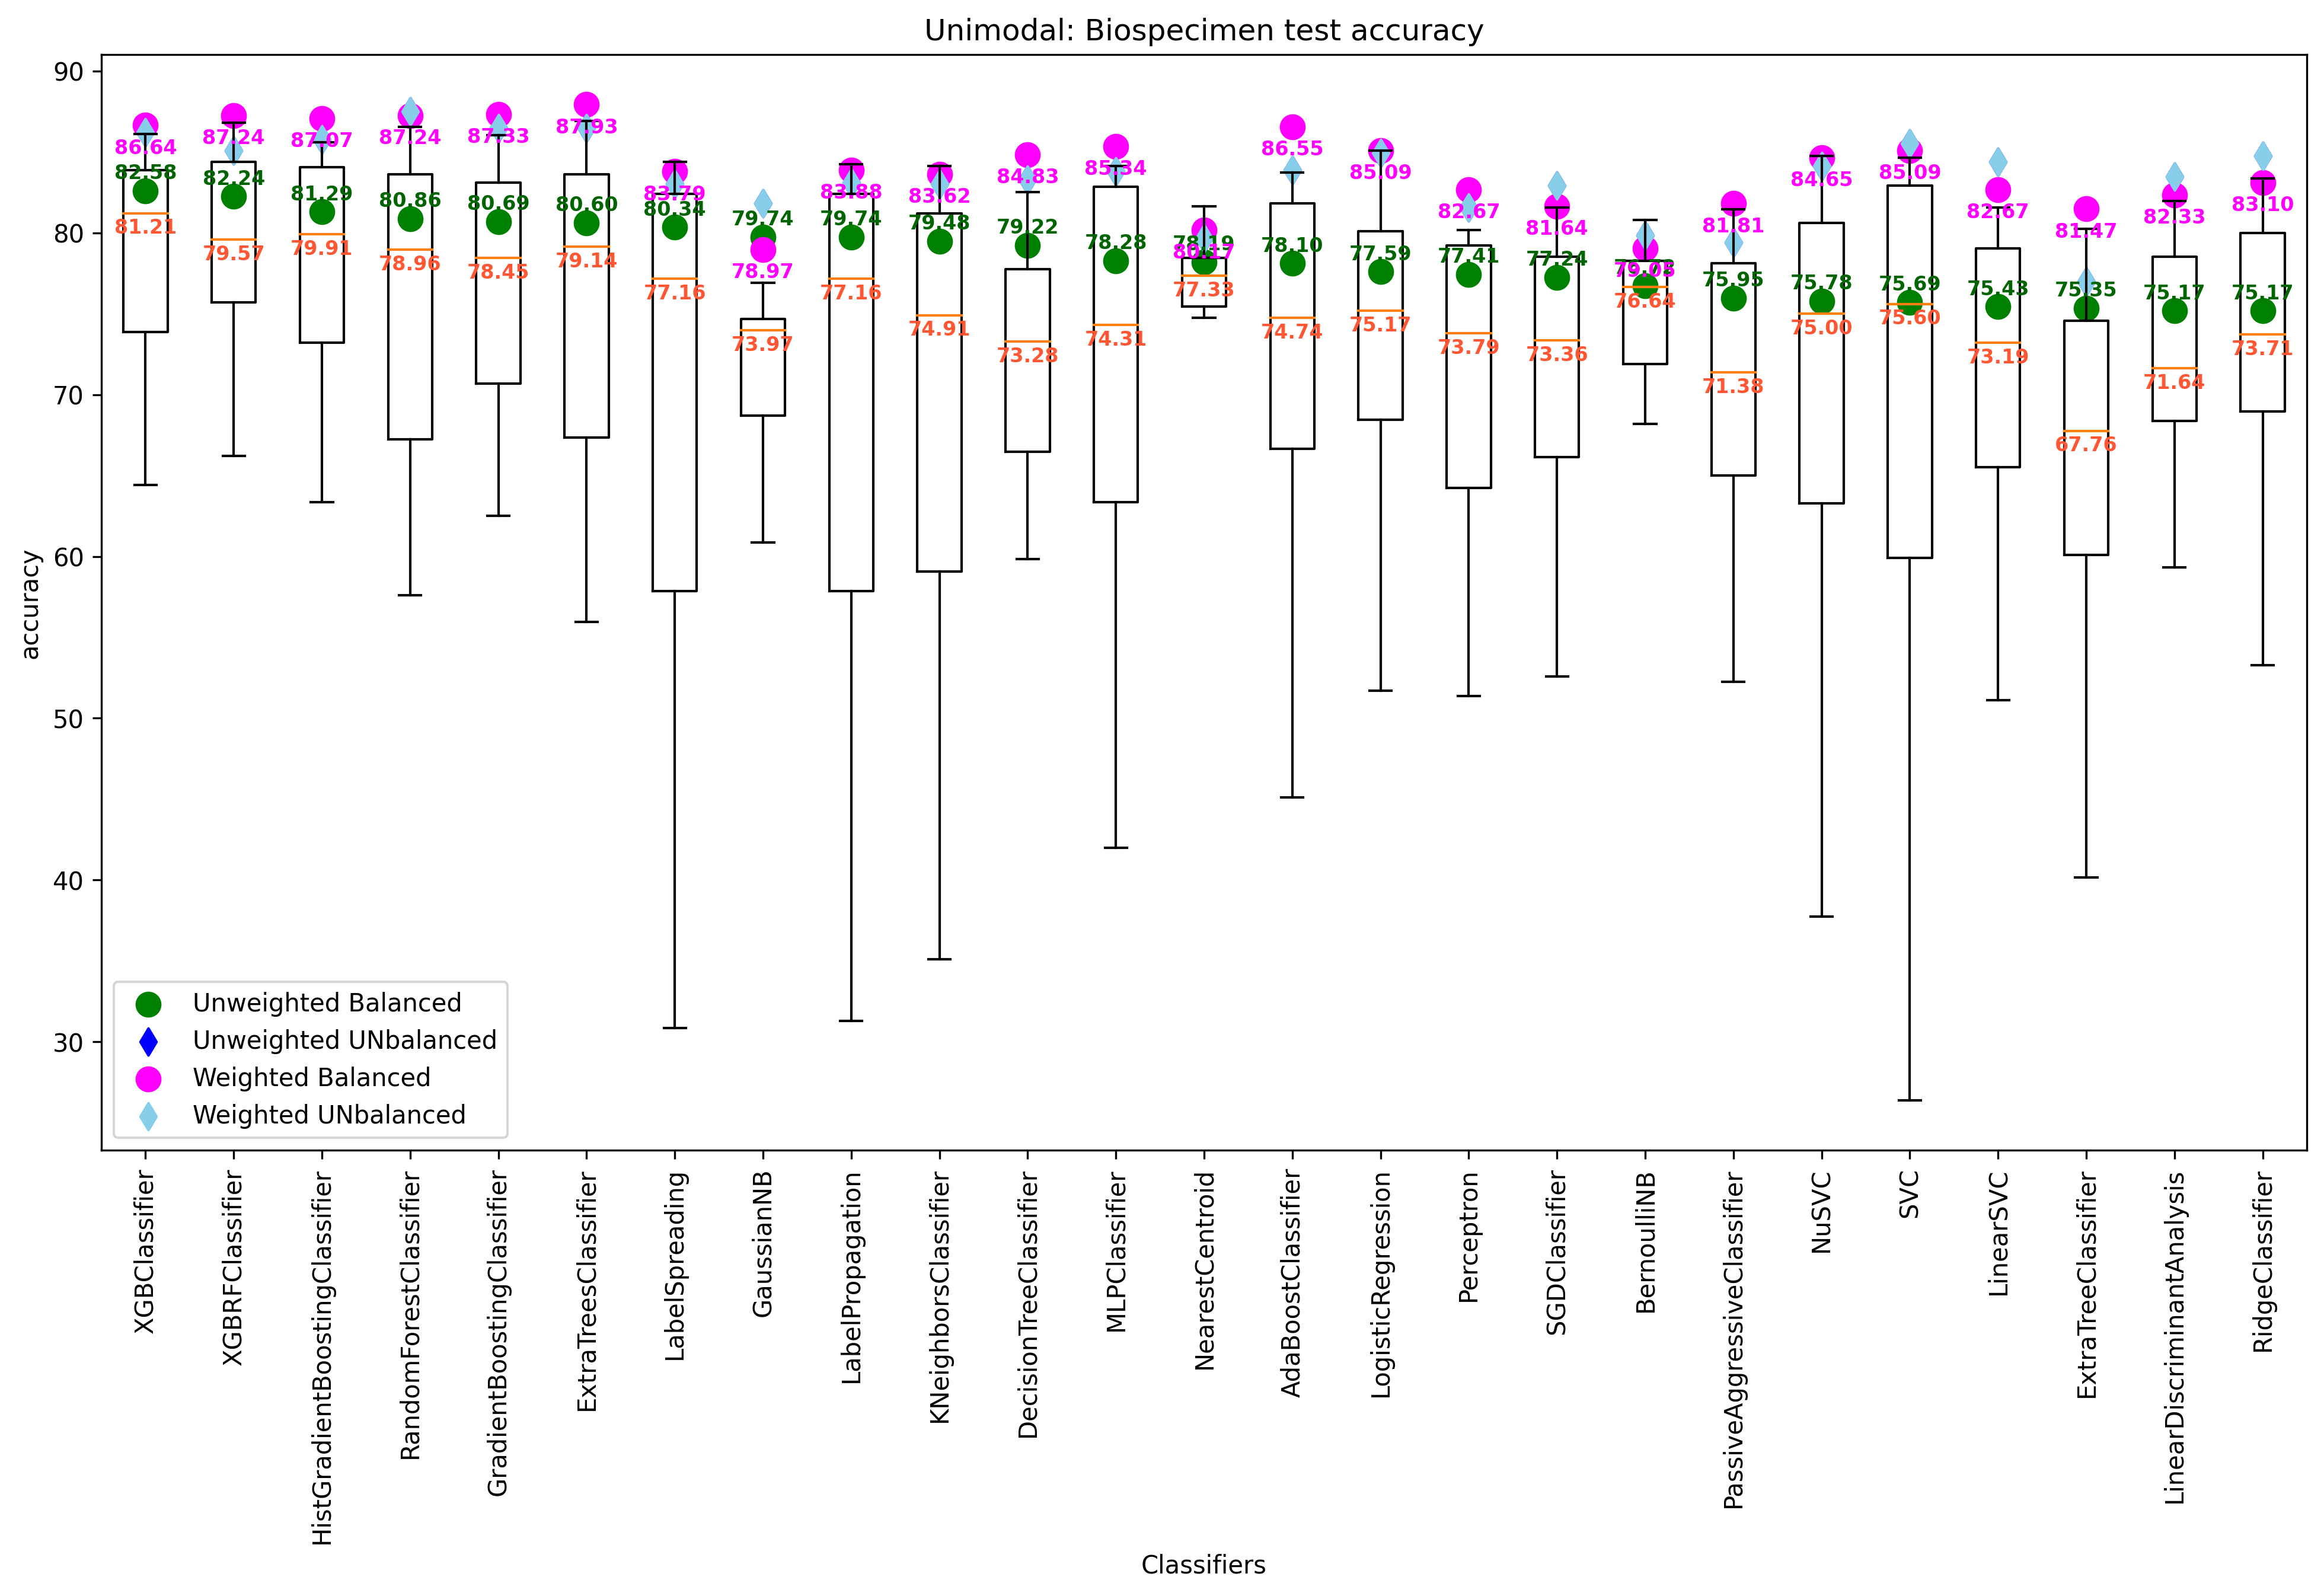 Unimodal: Biospecimen test accuracy
accuracy
90
80
70
60
50
40
30
86.64
82.58
81.21
87.24
82.24
79.57
87.07
81.29
79.91
87.24
80.86
78.96
87.33
80.69
78.45
87.93
80.60
79.14
83.79
80.34
77.16
79.74
78.97
73.97
83.88
79.74
77.16
83.62
79.48
74.91
84.83
79.22
73.28
85.34
78.28
74.31
78.19
80.17
77.33
86.55
78.10
74.74
85.09
77.59
75.17
82.67
77.41
73.79
81.64
77.24
73.36
79.05
76.64
81.81
75.95
71.38
84.65
75.78
75.00
85.09
75.69
75.60
82.67
75.43
73.19
81.47
75.35
67.76
82.33
75.17
71.64
83.10
75.17
73.71
Unweighted Balanced
Unweighted UNbalanced
Weighted Balanced
Weighted UNbalanced
XGBClassifier
XGBRFClassifier
HistGradientBoostingClassifier
RandomForestClassifier
GradientBoostingClassifier
ExtraTreesClassifier
LabelSpreading
GaussianNB
LabelPropagation
KNeighborsClassifier
DecisionTreeClassifier
MLPClassifier
NearestCentroid
AdaBoostClassifier
LogisticRegression
Perceptron
SGDClassifier
BernoulliNB
PassiveAggressiveClassifier
NuSVC
SVC
LinearSVC
ExtraTreeClassifier
LinearDiscriminantAnalysis
RidgeClassifier
Classifiers